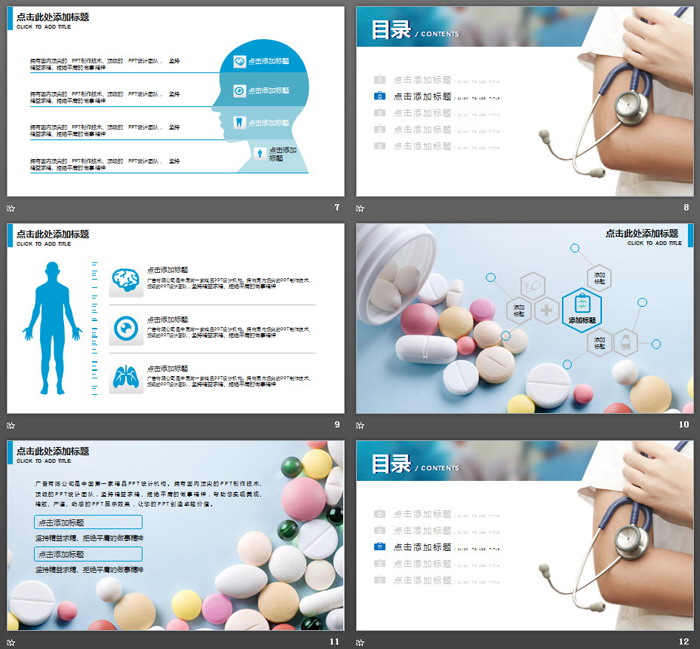 点击此处添加标题
CLICK TO ADD TITLE
点击添加标题
拥有国内顶尖的 PPT制作技术、顶级的 PPT设计团队, 坚持
精益求精、拒绝平庸的做事精神
点击添加标题
拥有国内顶尖的 PPT制作技术、顶级的 PPT设计团队, 坚持
精益求精、拒绝平庸的做事精神
点击添加标题
拥有国内顶尖的 PPT制作技术、顶级的 PPT设计团队, 坚持
精益求精、拒绝平庸的做事精神
点击添加
标题
拥有国内顶尖的 PPT制作技术、顶级的 PPT设计团队, 坚持
精益求精、拒绝平庸的做事精神
7
目录 / CONTENTS
点击添加标题
点击添加标题
点击添加标题
点击添加标题
点击添加标题
8
点击此处添加标题
CLICK TO ADD TITLE
点击添加标题
广告有限公司是中国第一家精品PPT设计机构。拥有国内顶尖的PPT制作技术、
顶级的PPT设计团队, 坚持精益求精、拒绝平庸的做事精神
点击添加标题
广告有限公司是中国第一家精品PPT设计机构。拥有国内顶尖的PPT制作技术、
顶级的PPT设计团队, 坚持精益求精、拒绝平庸的做事精神
点击添加标题
广告有限公司是中国第一家精品PPT设计机构。拥有国内顶尖的PPT制作技术、
顶级的PPT设计团队, 坚持精益求精、拒绝平庸的做事精神
9
点击此处添加标题
CLICK TO ADD TITLE
添加
标题
添加
标题
添加标题
添加
标题
10
点击此处添加标题
CLICK TO ADD TITLE
广告有限公司是中国第一家精品PPT设计机构。拥有国内顶尖的PPT制作技术、
顶级的PPT设计团队, 坚持精益求精、拒绝平庸的做事精神, 帮助您实现美观、
精致、严谨、动感的PPT展示效果, 让您的PPT创造卓越价值。
点击添加标题
坚持精益求精、拒绝平庸的做事精神
点击添加标题
坚持精益求精、拒绝平庸的做事精神
11
目录 / CONTENTS
点击添加标题
点击添加标题
点击添加标题
点击添加标题
点击添加标题
12